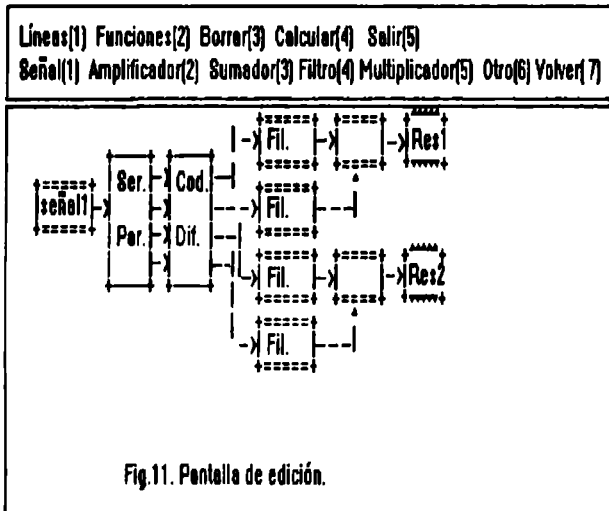 Líneas(1) Funciones(2) Borrar(3) Calcular(4) Salir(5)
Señal(1) Amplificador(2) Sumador(3) Filtro(4) Multiplicador(5) Otro(6) Volver(7)
Fil. Res1
Ser. Cod.
señal1 Fil.
Par. Dif.
Fil. Res2
Fil.
Fig.11. Pantalla de edición.